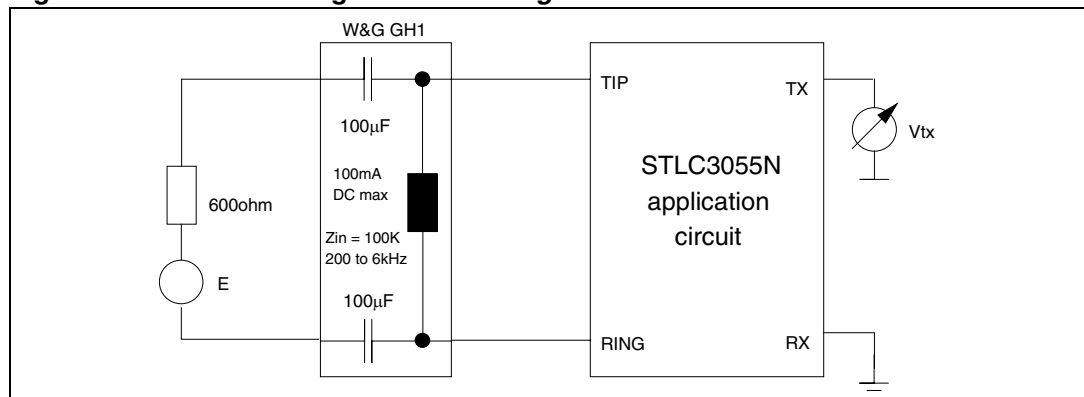 W&G GH1
100μF
100mA
DC max
Zin = 100K
200 to 6kHz
100μF
600ohm
E
TIP
RING
STLC3055N
application
circuit
TX
RX
Vtx